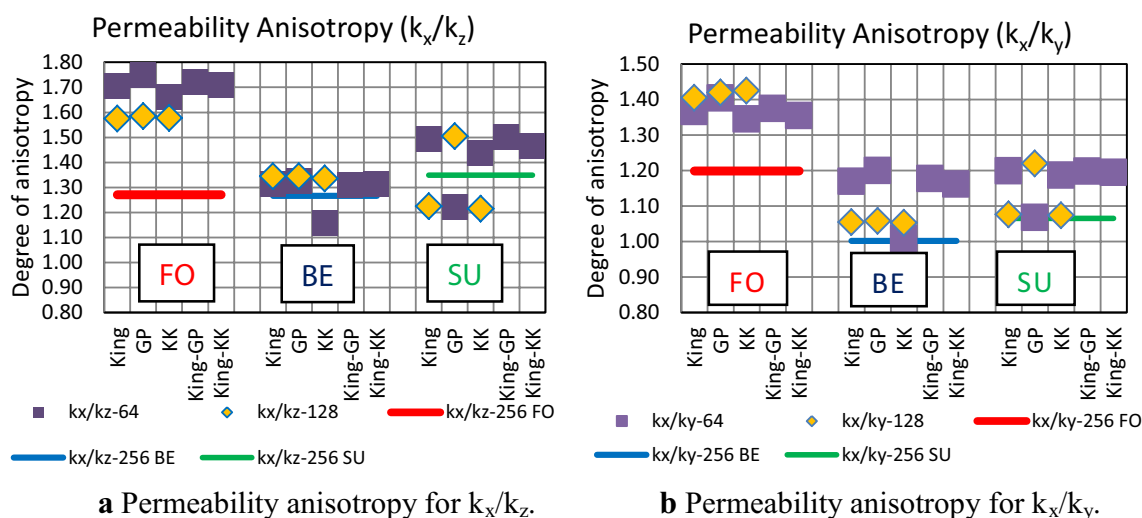 Permeability Anisotropy (kx/kz)
Degree of anisotropy
1.80
1.70
1.60
1.50
1.40
1.30
1.20
1.10
1.00
0.90
0.80
FO
BE
SU
King
GP
KK
King-GP
King-KK
King
GP
KK
King-GP
King-KK
King
GP
KK
King-GP
King-KK
kx/kz-64 kx/kz-128 kx/kz-256 FO
kx/kz-256 BE kx/kz-256 SU
a Permeability anisotropy for kx/kz.
Permeability Anisotropy (kx/ky)
Degree of anisotropy
1.50
1.40
1.30
1.20
1.10
1.00
0.90
0.80
FO
BE
SU
King
GP
KK
King-GP
King-KK
King
GP
KK
King-GP
King-KK
King
GP
KK
King-GP
King-KK
kx/ky-64 kx/ky-128 kx/ky-256 FO
kx/ky-256 BE kx/ky-256 SU
b Permeability anisotropy for kx/ky.